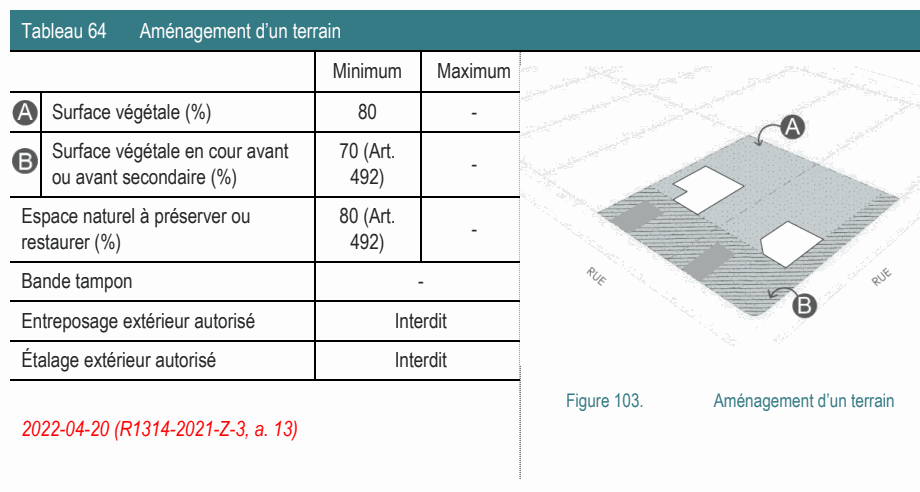 Tableau 64 Aménagement d'un terrain
Minimum Maximum
A Surface végétale (%) 80 -
B Surface végétale en cour avant
ou avant secondaire (%) 70 (Art.
492) -
Espace naturel à préserver ou
restaurer (%) 80 (Art.
492) -
Bande tampon -
Entreposage extérieur autorisé Interdit
Étalage extérieur autorisé Interdit
2022-04-20 (R1314-2021-Z-3, a. 13)
A
RUE
RUE
B
Figure 103. Aménagement d'un terrain